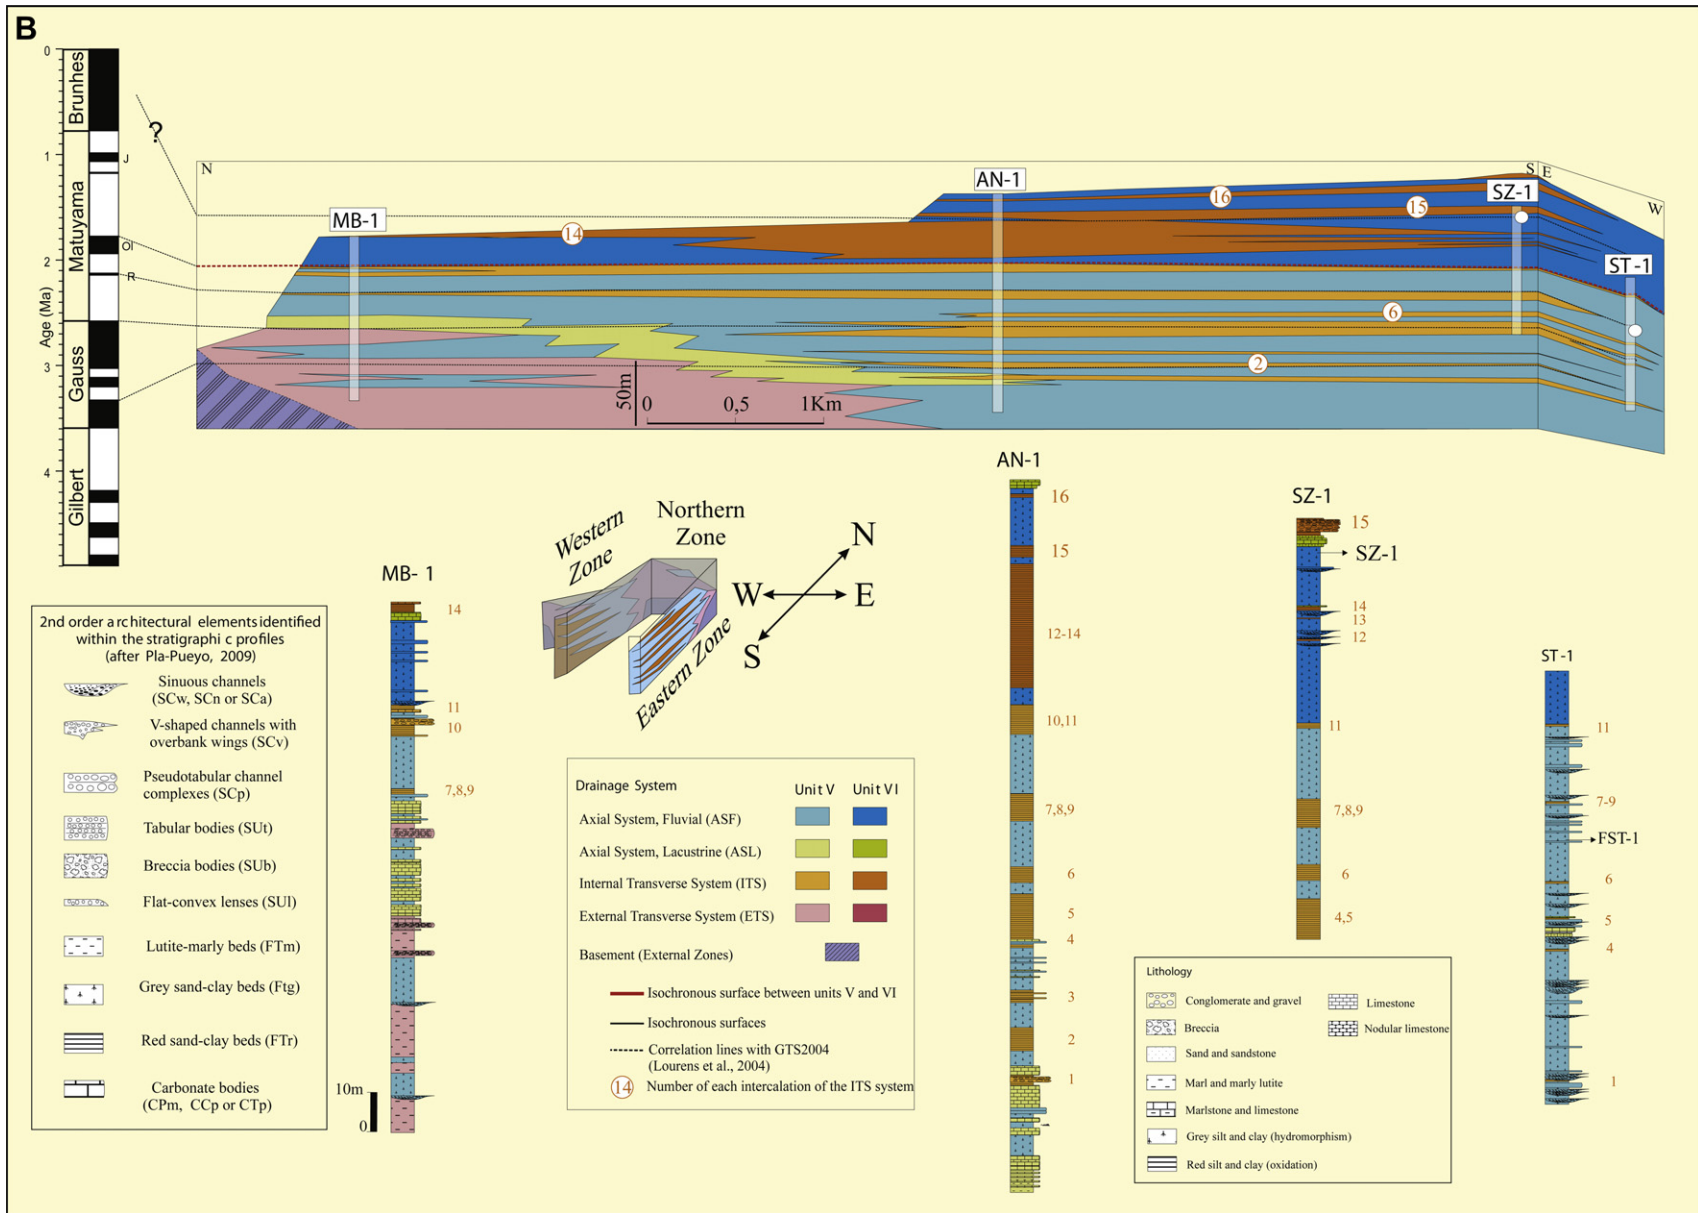 B
0
1
2
3
4
Age (Ma)
Brunhes
Matuyama
Gauss
Gilbert
J
Ol
R
?
N
S
E
W
MB-1
AN-1
SZ-1
ST-1
14
16
15
6
2
50m
0
0,5
1Km
2nd order a rc hitectural elements identified
within the stratigraphi c profiles
(after Pla-Pueyo, 2009)
Sinuous channels
(SCw, SCn or SCa)
V-shaped channels with
overbank wings (SCv)
Pseudotabular channel
complexes (SCp)
Tabular bodies (SUt)
Breccia bodies (SUb)
Flat-convex lenses (SUl)
Lutite-marly beds (FTm)
Grey sand-clay beds (Ftg)
Red sand-clay beds (FTr)
Carbonate bodies
(CPm, CCp or CTp)
MB- 1
14
11
10
7,8,9
10m
0
Western
Zone
Northern
Zone
Eastern Zone
N
W
E
S
Drainage System
Unit V
Unit VI
Axial System, Fluvial (ASF)
Axial System, Lacustrine (ASL)
Internal Transverse System (ITS)
External Transverse System (ETS)
Basement (External Zones)
Isochronous surface between units V and VI
Isochronous surfaces
Correlation lines with GTS2004
(Lourens et al., 2004)
14
Number of each intercalation of the ITS system
AN-1
16
15
12-14
10,11
7,8,9
6
5
4
3
2
1
SZ-1
15
SZ-1
14
13
12
11
7,8,9
6
4,5
ST-1
11
7-9
FST-1
6
5
4
1
Lithology
Conglomerate and gravel
Limestone
Breccia
Nodular limestone
Sand and sandstone
Marl and marly lutite
Marlstone and limestone
Grey silt and clay (hydromorphism)
Red silt and clay (oxidation)